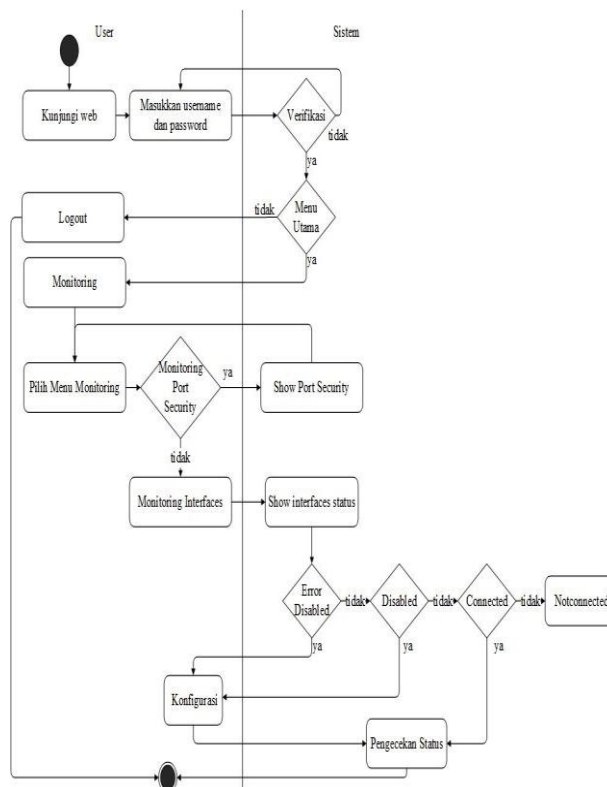 User
Sistem
Kunjungi web
Masukkan username
dan password
Verifikasi
tidak
ya
Menu
Utama
tidak
Logout
ya
Monitoring
Pilih Menu Monitoring
Monitoring
Port
Security
ya
Show Port Security
tidak
Monitoring Interfaces
Show interfaces status
Error
Disabled
tidak
Disabled
tidak
Connected
tidak
Notconnected
ya
ya
ya
Konfigurasi
Pengecekan Status